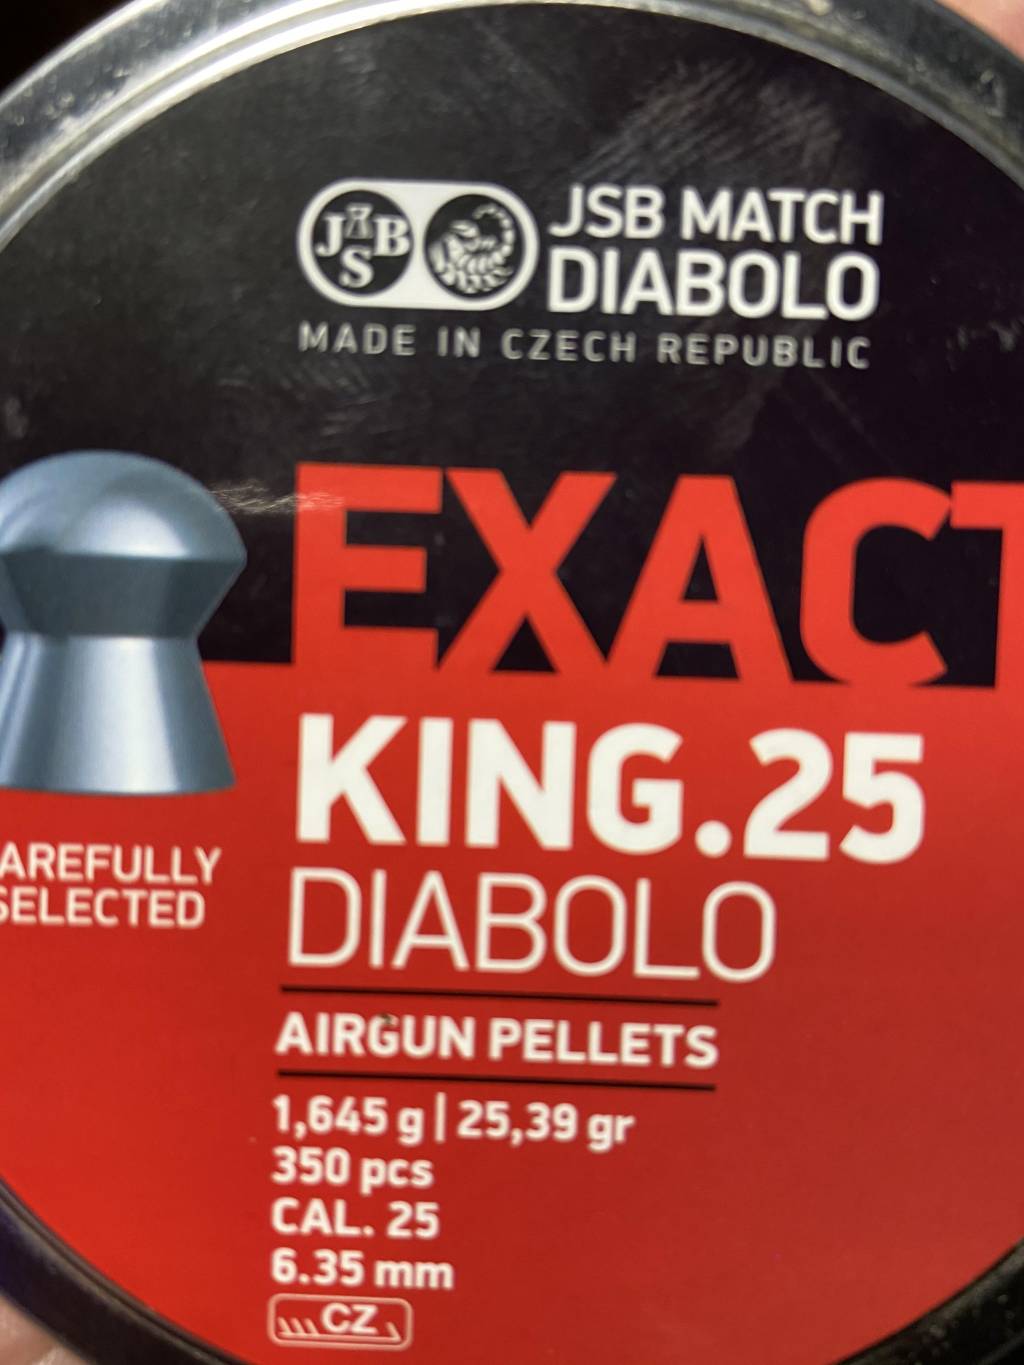 JSB
JSB MATCH
DIABOLO
MADE IN CZECH REPUBLIC
EXACT
KING.25
DIABOLO
AREFULLY
SELECTED
AIRGUN PELLETS
1,645 g | 25,39 gr
350 pcs
CAL. 25
6.35 mm
CZ